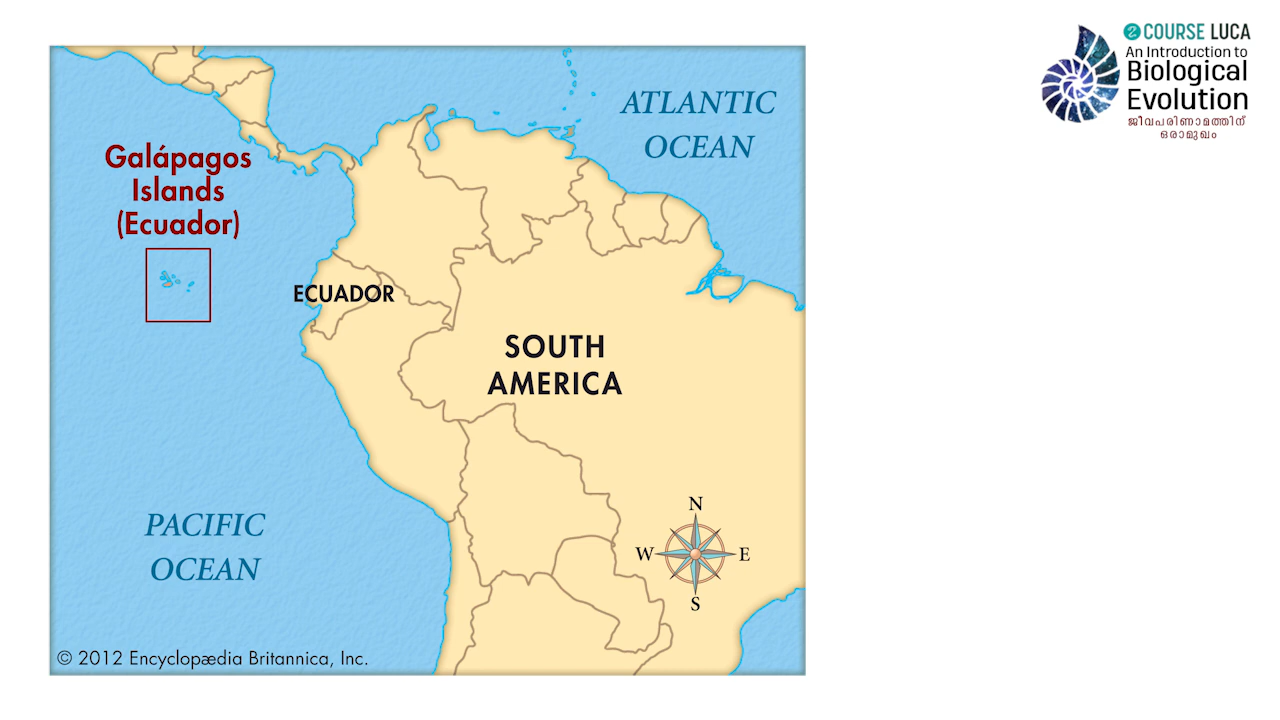 COURSE LUCA
An Introduction to
Biological
Evolution
ജീവപരിണാമത്തിന്
ഒരാമുഖം
ATLANTIC
OCEAN
Galápagos
Islands
(Ecuador)
ECUADOR
SOUTH
AMERICA
PACIFIC
OCEAN
N
W E
S
© 2012 Encyclopædia Britannica, Inc.